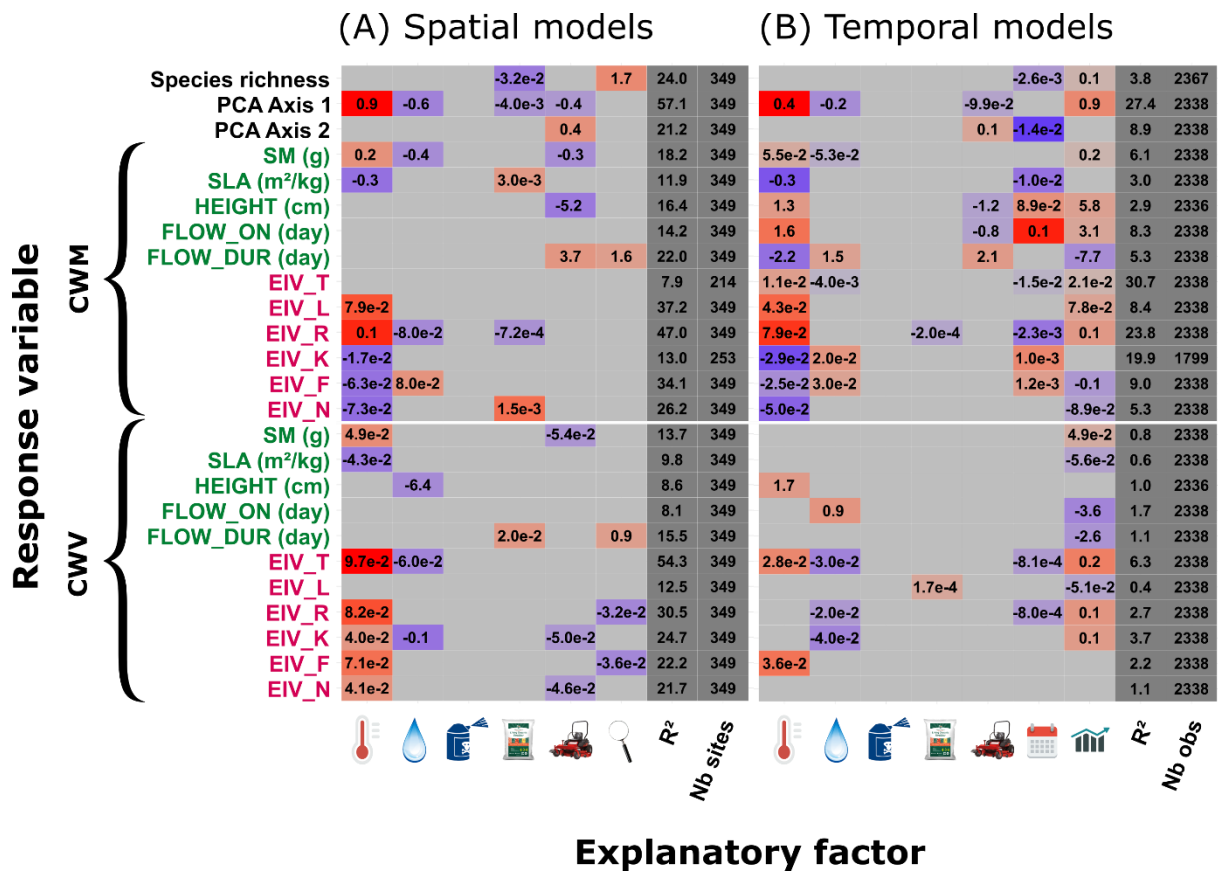 (A) Spatial models (B) Temporal models
Species richness -3.2e-2 1.7 24.0 349 -2.6e-3 0.1 3.8 2367
PCA Axis 1 0.9 -0.6 -4.0e-3 -0.4 57.1 349 0.4 -0.2 -9.9e-2 0.9 27.4 2338
PCA Axis 2 0.4 21.2 349 0.1 -1.4e-2 8.9 2338
SM (g) 0.2 -0.4 -0.3 18.2 349 5.5e-2 -5.3e-2 0.2 6.1 2338
SLA (m²/kg) -0.3 3.0e-3 11.9 349 -0.3 -1.0e-2 3.0 2338
HEIGHT (cm) -5.2 16.4 349 1.3 -1.2 8.9e-2 5.8 2.9 2336
FLOW_ON (day) 14.2 349 1.6 -0.8 0.1 3.1 8.3 2338
FLOW_DUR (day) 3.7 1.6 22.0 349 -2.2 1.5 2.1 -7.7 5.3 2338
EIV_T 7.9 214 1.1e-2 -4.0e-3 -1.5e-2 2.1e-2 30.7 2338
EIV_L 7.9e-2 37.2 349 4.3e-2 7.8e-2 8.4 2338
EIV_R 0.1 -8.0e-2 -7.2e-4 47.0 349 7.9e-2 -2.0e-4 -2.3e-3 0.1 23.8 2338
EIV_K -1.7e-2 13.0 253 -2.9e-2 2.0e-2 1.0e-3 19.9 1799
EIV_F -6.3e-2 8.0e-2 34.1 349 -2.5e-2 3.0e-2 1.2e-3 -0.1 9.0 2338
EIV_N -7.3e-2 1.5e-3 26.2 349 -5.0e-2 -8.9e-2 5.3 2338
SM (g) 4.9e-2 -5.4e-2 13.7 349 4.9e-2 0.8 2338
SLA (m²/kg) -4.3e-2 9.8 349 -5.6e-2 0.6 2338
HEIGHT (cm) -6.4 8.6 349 1.7 1.0 2336
FLOW_ON (day) 8.1 349 0.9 -3.6 1.7 2338
FLOW_DUR (day) 2.0e-2 0.9 15.5 349 -2.6 1.1 2338
EIV_T 9.7e-2 -6.0e-2 54.3 349 2.8e-2 -3.0e-2 -8.1e-4 0.2 6.3 2338
EIV_L 12.5 349 1.7e-4 -5.1e-2 0.4 2338
EIV_R 8.2e-2 -3.2e-2 30.5 349 -2.0e-2 -8.0e-4 0.1 2.7 2338
EIV_K 4.0e-2 -0.1 -5.0e-2 24.7 349 -4.0e-2 0.1 3.7 2338
EIV_F 7.1e-2 -3.6e-2 22.2 349 3.6e-2 2.2 2338
EIV_N 4.1e-2 -4.6e-2 21.7 349 1.1 2338
Response variable
CWM
CWV
R² Nb sites R² Nb obs
Explanatory factor